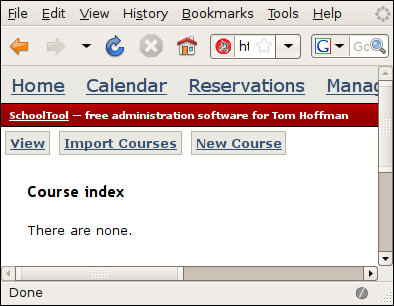 File Edit View History Bookmarks Tools Help
ht
G Go
Home Calendar Reservations Manag
SchoolTool — free administration software for Tom Hoffman
View Import Courses New Course
Course index
There are none.
Done